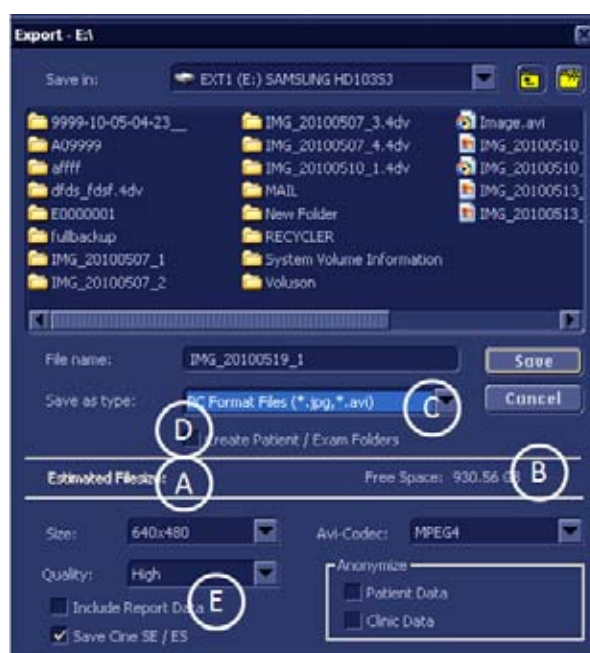 Export - E:\
Save in: EXT1 (E:) SAMSUNG HD103SJ
9999-10-05-04-23__ IMG_20100507_3.4dv Image.avi
A09999 IMG_20100507_4.4dv IMG_20100510_
affff IMG_20100510_1.4dv IMG_20100510_
dfds_fdsf.4dv MAIL IMG_20100513_
E0000001 New Folder IMG_20100513_
fullbackup RECYCLER
IMG_20100507_1 System Volume Information
IMG_20100507_2 Voluson
File name: IMG_20100519_1 Save
Save as type: PC Format Files (*.jpg,*.avi) C Cancel
D Create Patient / Exam Folders
Estimated Filesize: A Free Space: 930.56 GB B
Size: 640x480 Avi-Codec: MPEG4
Quality: High Anonymize
Include Report Data E Patient Data
Save Cine SE / ES Clinic Data